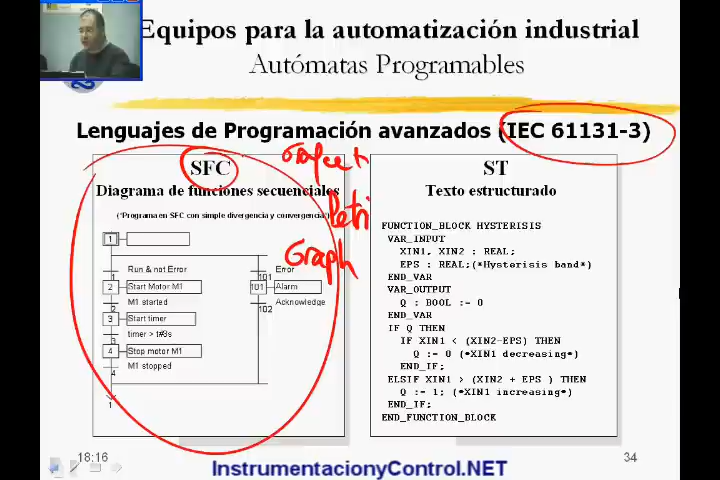 Equipos para la automatización industrial
Autómatas Programables
Lenguajes de Programación avanzados (IEC 61131-3)
SFC
Diagrama de funciones secuenciales
("Programa en SFC con simple divergencia y convergencia")
Petri
Graph
1
Run & not Error
1
2 Start Motor M1
2
M1 started
3 Start timer
3
timer > t#3s
4 Stop motor M1
4
M1 stopped
1
Error
101
101 Alarm
Acknowledge
102
ST
Texto estructurado
FUNCTION_BLOCK HYSTERISIS
VAR_INPUT
XIN1, XIN2 : REAL;
EPS : REAL;(*Hysterisis band*)
END_VAR
VAR_OUTPUT
Q : BOOL :- 0
END_VAR
IF Q THEN
IF XIN1 < (XIN2-EPS) THEN
Q :- 0 (*XIN1 decreasing*)
END_IF;
ELSIF XIN1 > (XIN2 + EPS ) THEN
Q :- 1; (*XIN1 increasing*)
END_IF;
END_FUNCTION_BLOCK
18:16
34
InstrumentacionyControl.NET